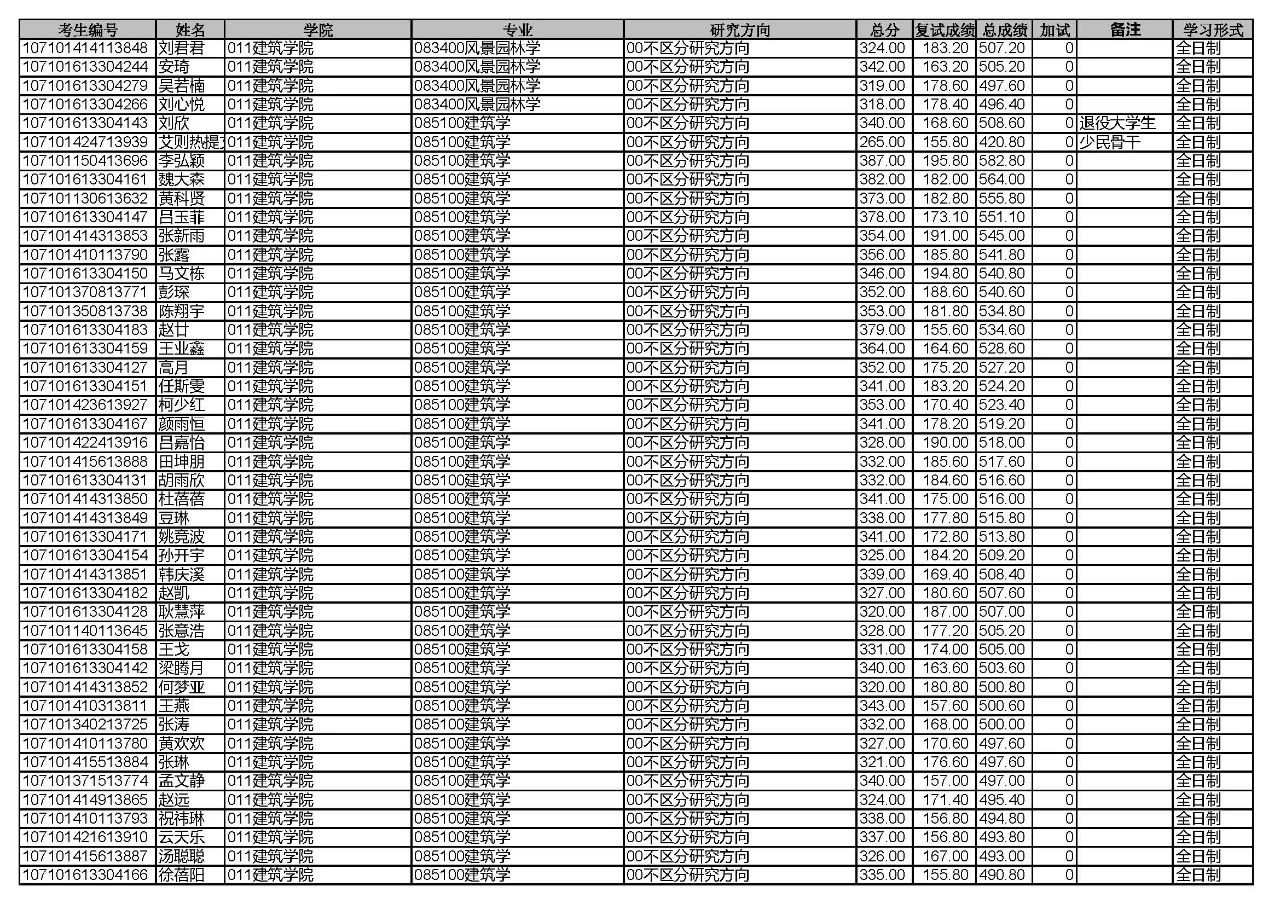 考生编号 姓名 学院 专业 研究方向 总分 复试成绩 总成绩 加试 备注 学习形式
107101414113848 刘君君 011建筑学院 083400风景园林学 00不区分研究方向 324.00 183.20 507.20 0 全日制
107101613304244 安琦 011建筑学院 083400风景园林学 00不区分研究方向 342.00 163.20 505.20 0 全日制
107101613304279 吴若楠 011建筑学院 083400风景园林学 00不区分研究方向 319.00 178.60 497.60 0 全日制
107101613304266 刘心悦 011建筑学院 083400风景园林学 00不区分研究方向 318.00 178.40 496.40 0 全日制
107101613304143 刘欣 011建筑学院 085100建筑学 00不区分研究方向 340.00 168.60 508.60 0 退役大学生 全日制
107101424713939 艾则热提 011建筑学院 085100建筑学 00不区分研究方向 265.00 155.80 420.80 0 少民骨干 全日制
107101150413696 李弘颖 011建筑学院 085100建筑学 00不区分研究方向 387.00 195.80 582.80 0 全日制
107101613304161 魏大森 011建筑学院 085100建筑学 00不区分研究方向 382.00 182.00 564.00 0 全日制
107101130613632 黄科贤 011建筑学院 085100建筑学 00不区分研究方向 373.00 182.80 555.80 0 全日制
107101613304147 吕玉菲 011建筑学院 085100建筑学 00不区分研究方向 378.00 173.10 551.10 0 全日制
107101414313853 张新雨 011建筑学院 085100建筑学 00不区分研究方向 354.00 191.00 545.00 0 全日制
107101410113790 张露 011建筑学院 085100建筑学 00不区分研究方向 356.00 185.80 541.80 0 全日制
107101613304150 马文栋 011建筑学院 085100建筑学 00不区分研究方向 346.00 194.80 540.80 0 全日制
107101370813771 彭琛 011建筑学院 085100建筑学 00不区分研究方向 352.00 188.60 540.60 0 全日制
107101350813738 陈翔宇 011建筑学院 085100建筑学 00不区分研究方向 353.00 181.80 534.80 0 全日制
107101613304183 赵廿 011建筑学院 085100建筑学 00不区分研究方向 379.00 155.60 534.60 0 全日制
107101613304159 王业鑫 011建筑学院 085100建筑学 00不区分研究方向 364.00 164.60 528.60 0 全日制
107101613304127 高月 011建筑学院 085100建筑学 00不区分研究方向 352.00 175.20 527.20 0 全日制
107101613304151 任斯雯 011建筑学院 085100建筑学 00不区分研究方向 341.00 183.20 524.20 0 全日制
107101423613927 柯少红 011建筑学院 085100建筑学 00不区分研究方向 353.00 170.40 523.40 0 全日制
107101613304167 颜雨恒 011建筑学院 085100建筑学 00不区分研究方向 341.00 178.20 519.20 0 全日制
107101422413916 吕嘉怡 011建筑学院 085100建筑学 00不区分研究方向 328.00 190.00 518.00 0 全日制
107101415613888 田坤朋 011建筑学院 085100建筑学 00不区分研究方向 332.00 185.60 517.60 0 全日制
107101613304131 胡雨欣 011建筑学院 085100建筑学 00不区分研究方向 332.00 184.60 516.60 0 全日制
107101414313850 杜蓓蓓 011建筑学院 085100建筑学 00不区分研究方向 341.00 175.00 516.00 0 全日制
107101414313849 豆琳 011建筑学院 085100建筑学 00不区分研究方向 338.00 177.80 515.80 0 全日制
107101613304171 姚竞波 011建筑学院 085100建筑学 00不区分研究方向 341.00 172.80 513.80 0 全日制
107101613304154 孙开宇 011建筑学院 085100建筑学 00不区分研究方向 325.00 184.20 509.20 0 全日制
107101414313851 韩庆溪 011建筑学院 085100建筑学 00不区分研究方向 339.00 169.40 508.40 0 全日制
107101613304182 赵凯 011建筑学院 085100建筑学 00不区分研究方向 327.00 180.60 507.60 0 全日制
107101613304128 耿慧萍 011建筑学院 085100建筑学 00不区分研究方向 320.00 187.00 507.00 0 全日制
107101140113645 张意浩 011建筑学院 085100建筑学 00不区分研究方向 328.00 177.20 505.20 0 全日制
107101613304158 王戈 011建筑学院 085100建筑学 00不区分研究方向 331.00 174.00 505.00 0 全日制
107101613304142 梁腾月 011建筑学院 085100建筑学 00不区分研究方向 340.00 163.60 503.60 0 全日制
107101414313852 何梦亚 011建筑学院 085100建筑学 00不区分研究方向 320.00 180.80 500.80 0 全日制
107101410313811 王燕 011建筑学院 085100建筑学 00不区分研究方向 343.00 157.60 500.60 0 全日制
107101340213725 张涛 011建筑学院 085100建筑学 00不区分研究方向 332.00 168.00 500.00 0 全日制
107101410113780 黄欢欢 011建筑学院 085100建筑学 00不区分研究方向 327.00 170.60 497.60 0 全日制
107101415513884 张琳 011建筑学院 085100建筑学 00不区分研究方向 321.00 176.60 497.60 0 全日制
107101371513774 孟文静 011建筑学院 085100建筑学 00不区分研究方向 340.00 157.00 497.00 0 全日制
107101414913865 赵远 011建筑学院 085100建筑学 00不区分研究方向 324.00 171.40 495.40 0 全日制
107101410113793 祝祎琳 011建筑学院 085100建筑学 00不区分研究方向 338.00 156.80 494.80 0 全日制
107101421613910 云天乐 011建筑学院 085100建筑学 00不区分研究方向 337.00 156.80 493.80 0 全日制
107101415613887 汤聪聪 011建筑学院 085100建筑学 00不区分研究方向 326.00 167.00 493.00 0 全日制
107101613304166 徐蓓阳 011建筑学院 085100建筑学 00不区分研究方向 335.00 155.80 490.80 0 全日制